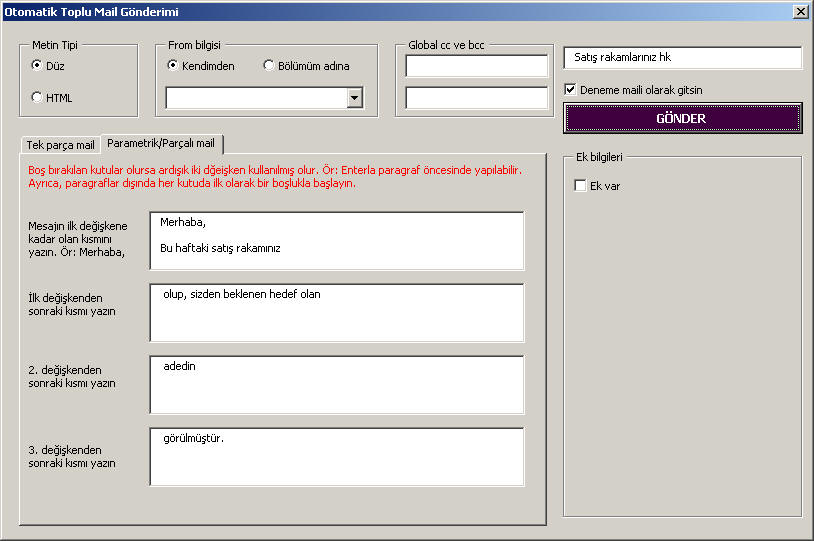 Otomatik Toplu Mail Gönderimi
Metin Tipi
Düz
HTML
From bilgisi
Kendimden
Bölümüm adına
Global cc ve bcc
Satış rakamlarınız hk
Deneme maili olarak gitsin
GÖNDER
Tek parça mail
Parametrik/Parçalı mail
Boş bırakılan kutular olursa ardışık iki dğeişken kullanılmış olur. Ör: Enterla paragraf öncesinde yapılabilir.
Ayrıca, paragraflar dışında her kutuda ilk olarak bir boşlukla başlayın.
Mesajın ilk değişkene
kadar olan kısmını
yazın. Ör: Merhaba,
Merhaba,
Bu haftaki satış rakamınız
İlk değişkenden
sonraki kısmı yazın
olup, sizden beklenen hedef olan
2. değişkenden
sonraki kısmı yazın
adedin
3. değişkenden
sonraki kısmı yazın
görülmüştür.
Ek bilgileri
Ek var